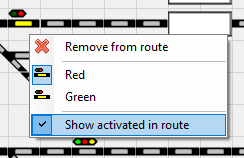 Remove from route
Red
Green
Show activated in route